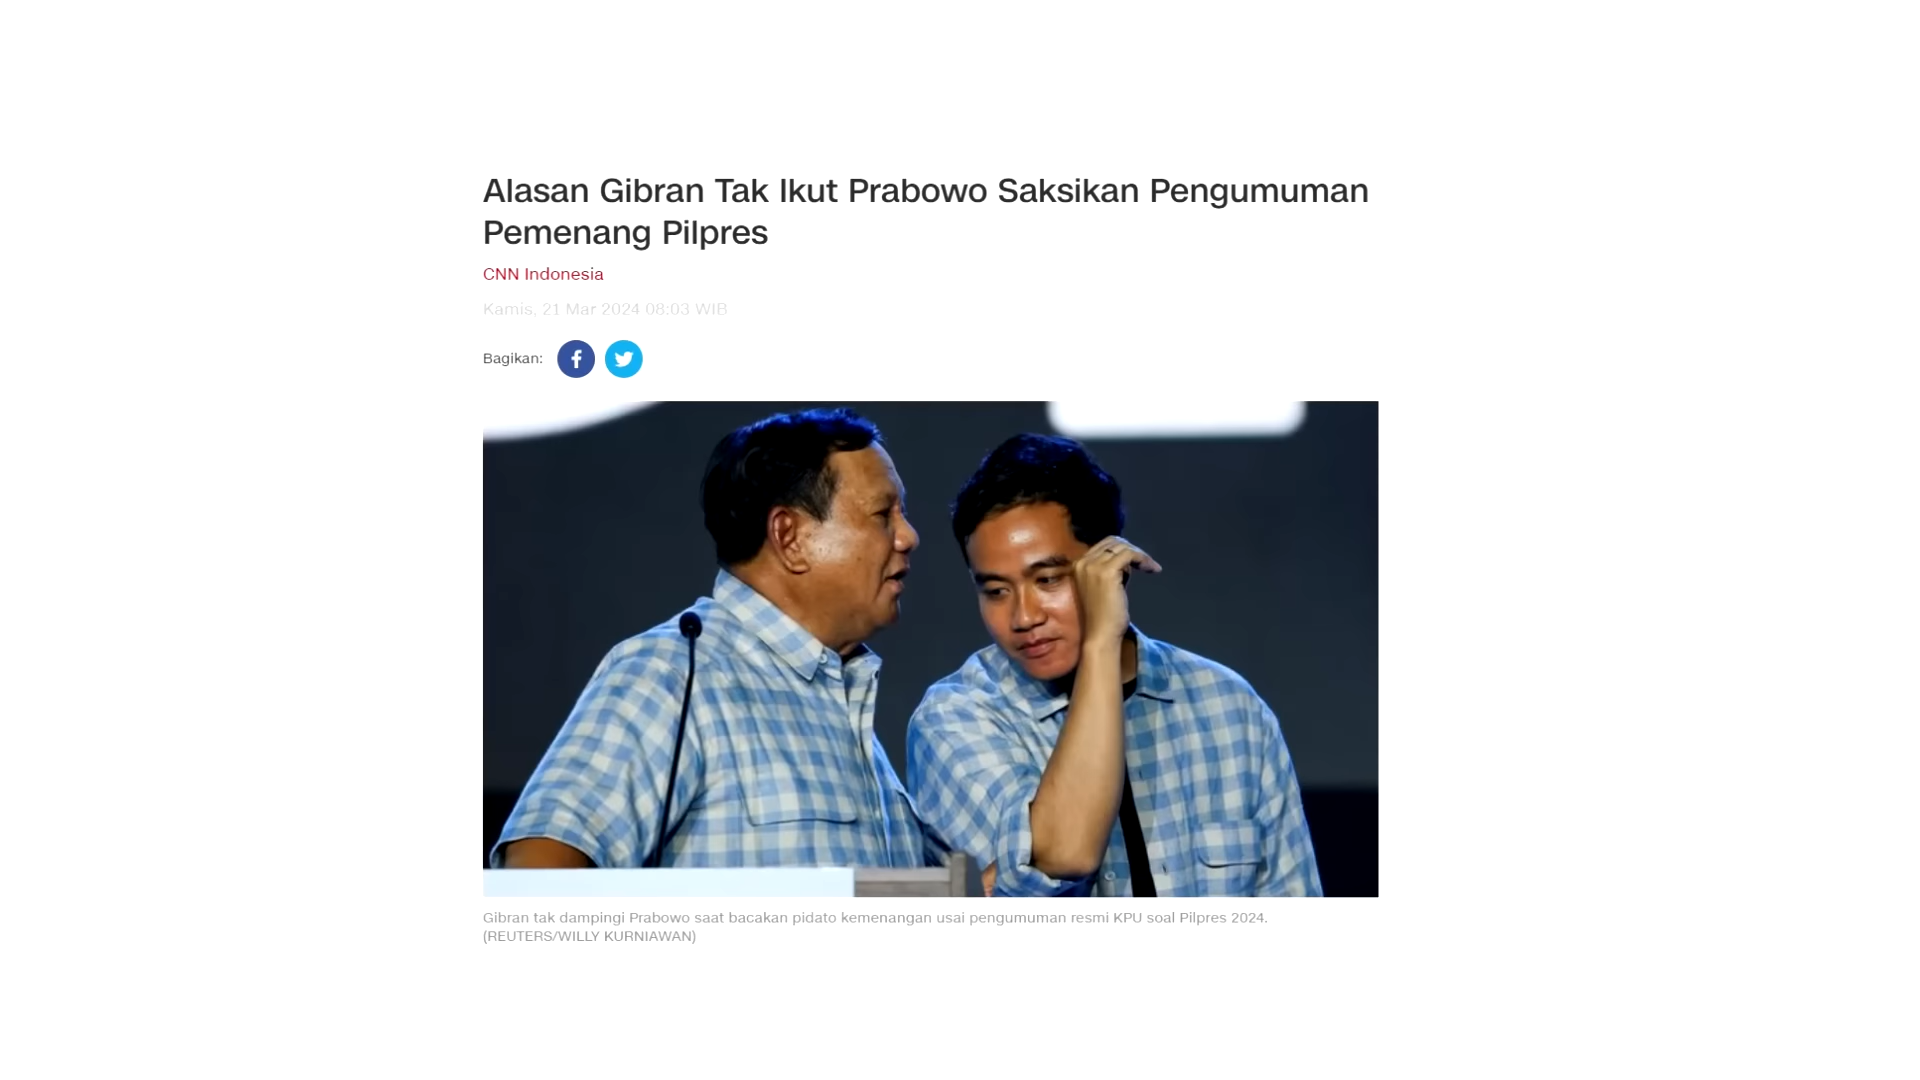 Alasan Gibran Tak Ikut Prabowo Saksikan Pengumuman
Pemenang Pilpres
CNN Indonesia
Kamis, 21 Mar 2024 08:03 WIB
Bagikan:
Gibran tak dampingi Prabowo saat bacakan pidato kemenangan usai pengumuman resmi KPU soal Pilpres 2024.
(REUTERS/WILLY KURNIAWAN)